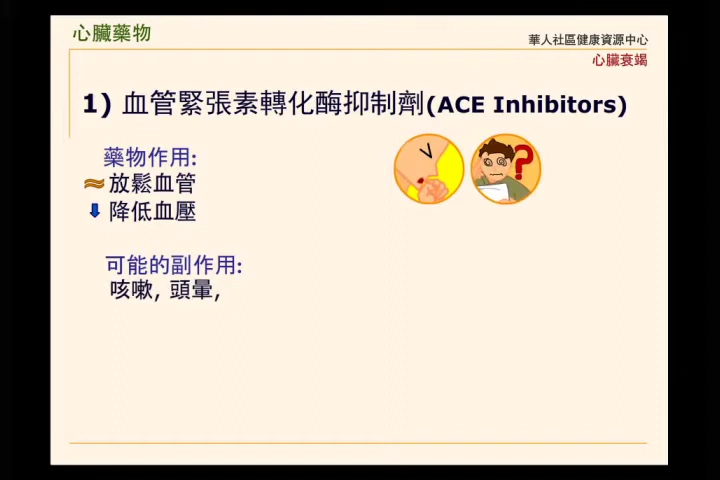 心臟藥物
華人社區健康資源中心
心臟衰竭
1) 血管緊張素轉化酶抑制劑(ACE Inhibitors)
藥物作用:
放鬆血管
降低血壓
可能的副作用:
咳嗽, 頭暈,